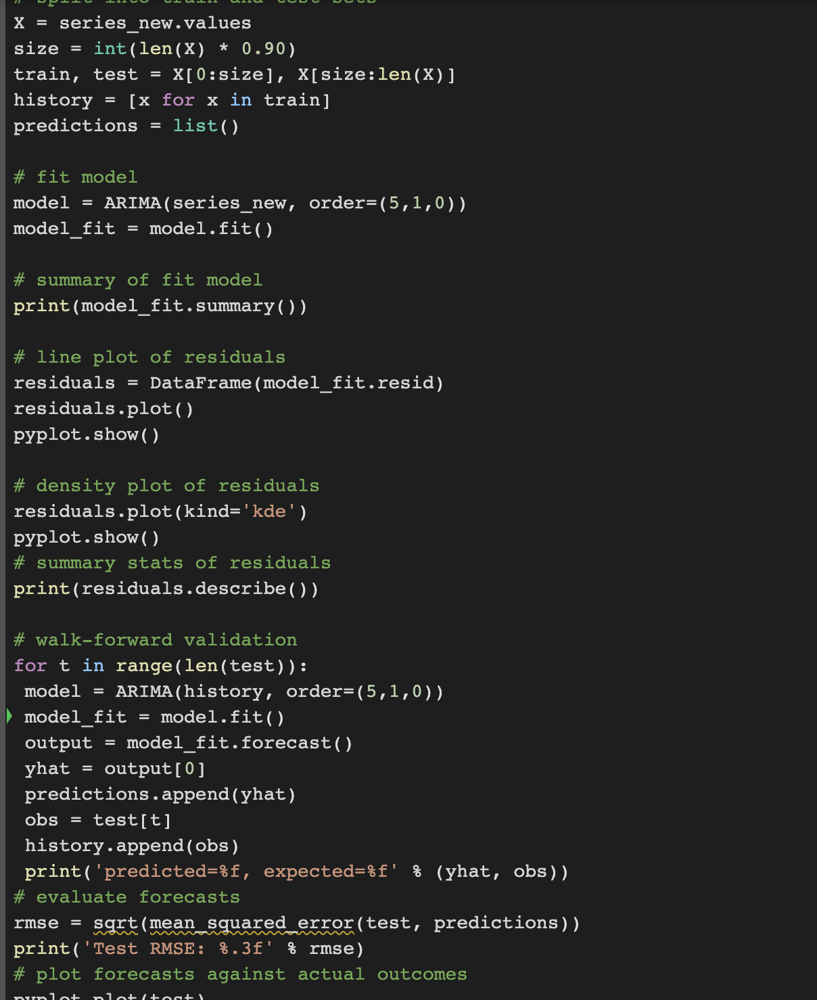 # split into train and test sets
X = series_new.values
size = int(len(X) * 0.90)
train, test = X[0:size], X[size:len(X)]
history = [x for x in train]
predictions = list()

# fit model
model = ARIMA(series_new, order=(5,1,0))
model_fit = model.fit()

# summary of fit model
print(model_fit.summary())

# line plot of residuals
residuals = DataFrame(model_fit.resid)
residuals.plot()
pyplot.show()

# density plot of residuals
residuals.plot(kind='kde')
pyplot.show()
# summary stats of residuals
print(residuals.describe())

# walk-forward validation
for t in range(len(test)):
 model = ARIMA(history, order=(5,1,0))
 model_fit = model.fit()
 output = model_fit.forecast()
 yhat = output[0]
 predictions.append(yhat)
 obs = test[t]
 history.append(obs)
 print('predicted=%f, expected=%f' % (yhat, obs))
# evaluate forecasts
rmse = sqrt(mean_squared_error(test, predictions))
print('Test RMSE: %.3f' % rmse)
# plot forecasts against actual outcomes
pyplot.plot(test)